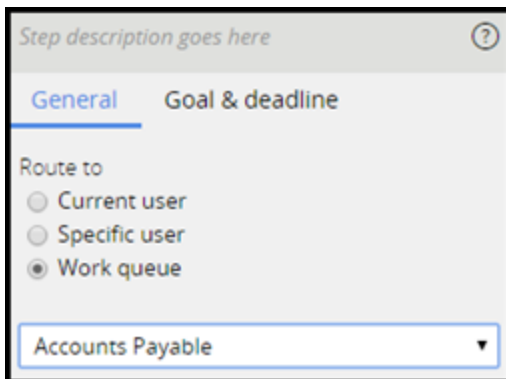 Step description goes here ?
General Goal & deadline
Route to
Current user
Specific user
Work queue
Accounts Payable